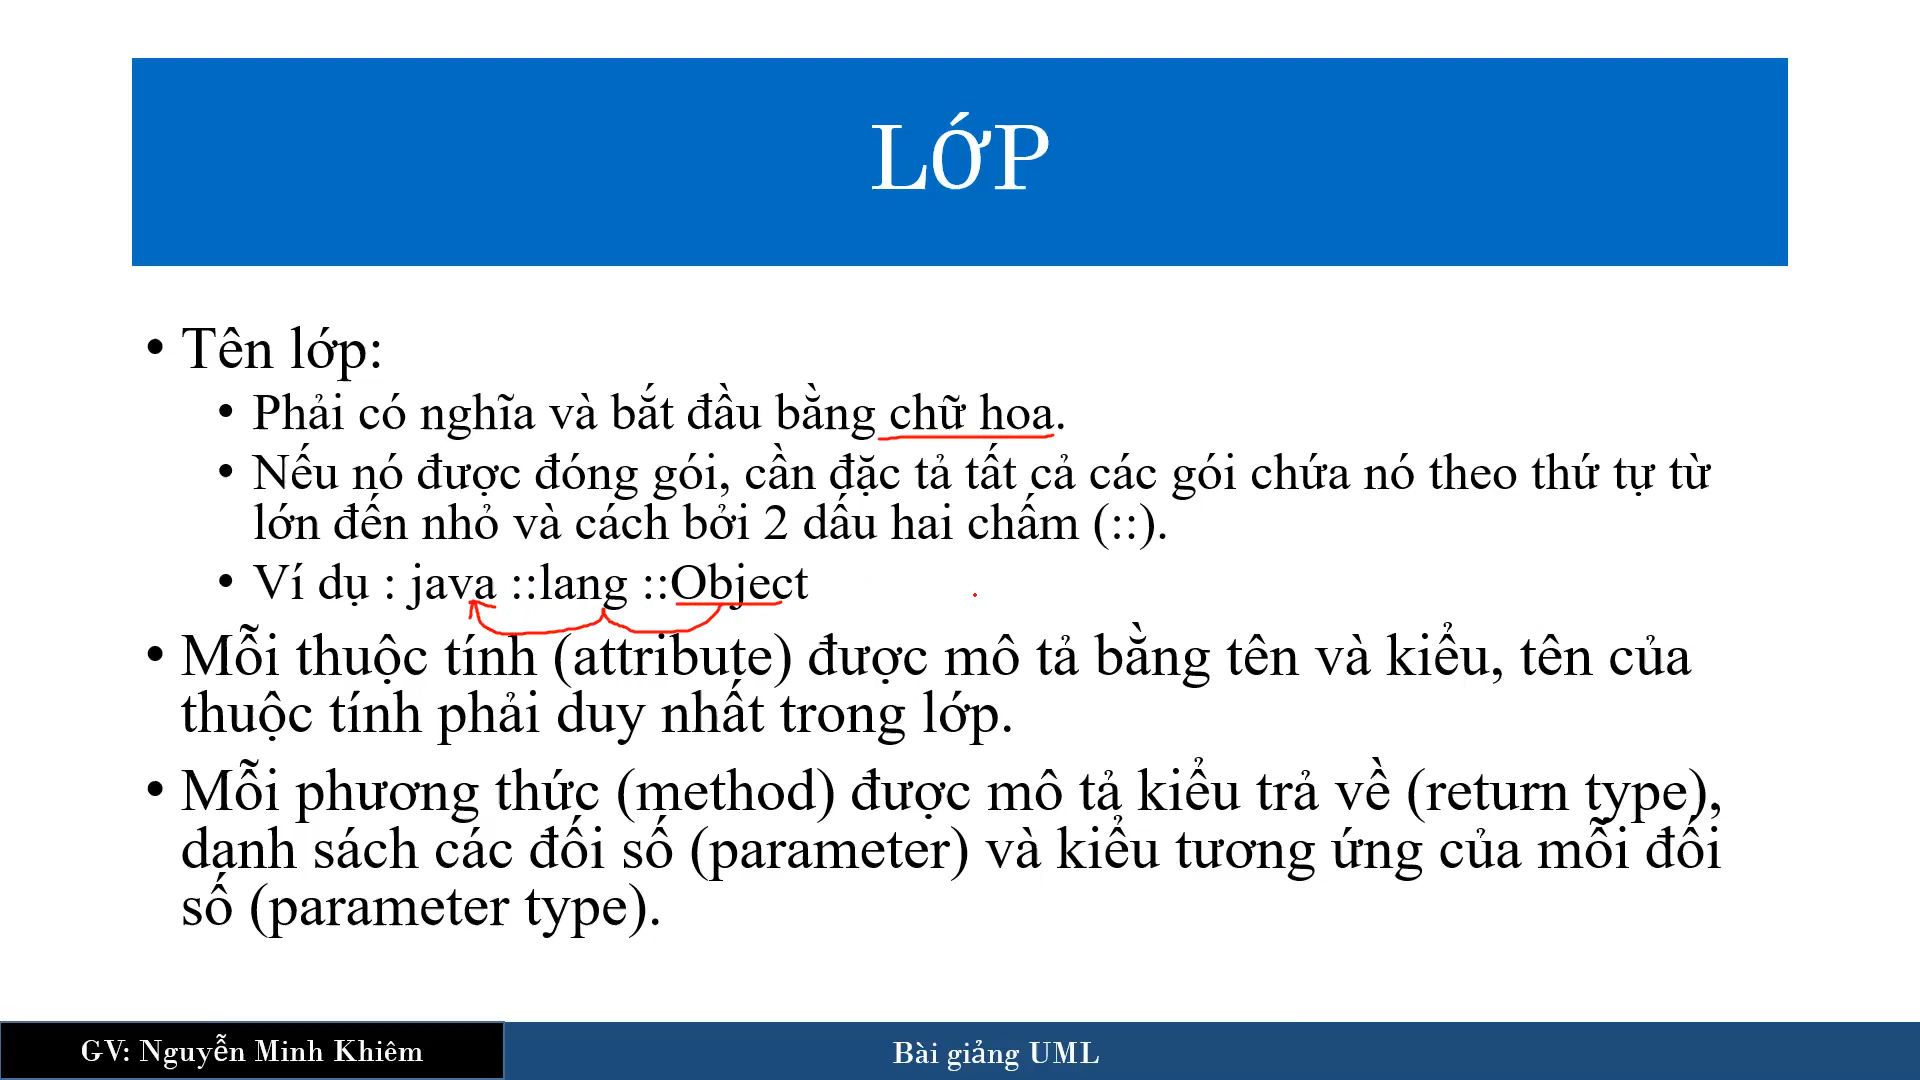 LỚP
• Tên lớp:
• Phải có nghĩa và bắt đầu bằng chữ hoa.
• Nếu nó được đóng gói, cần đặc tả tất cả các gói chứa nó theo thứ tự từ
lớn đến nhỏ và cách bởi 2 dấu hai chấm (::).
• Ví dụ : java ::lang ::Object
• Mỗi thuộc tính (attribute) được mô tả bằng tên và kiểu, tên của
thuộc tính phải duy nhất trong lớp.
• Mỗi phương thức (method) được mô tả kiểu trả về (return type),
danh sách các đối số (parameter) và kiểu tương ứng của mỗi đối
số (parameter type).
GV: Nguyễn Minh Khiêm
Bài giảng UML